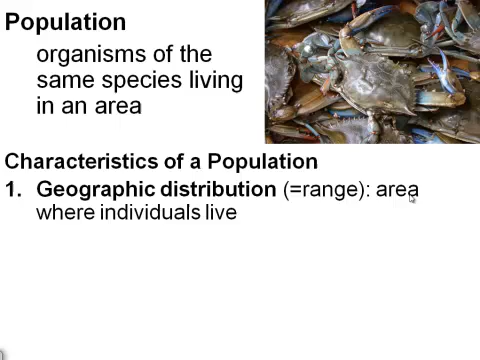 Population
organisms of the
same species living
in an area
Characteristics of a Population
1. Geographic distribution (=range): area
where individuals live